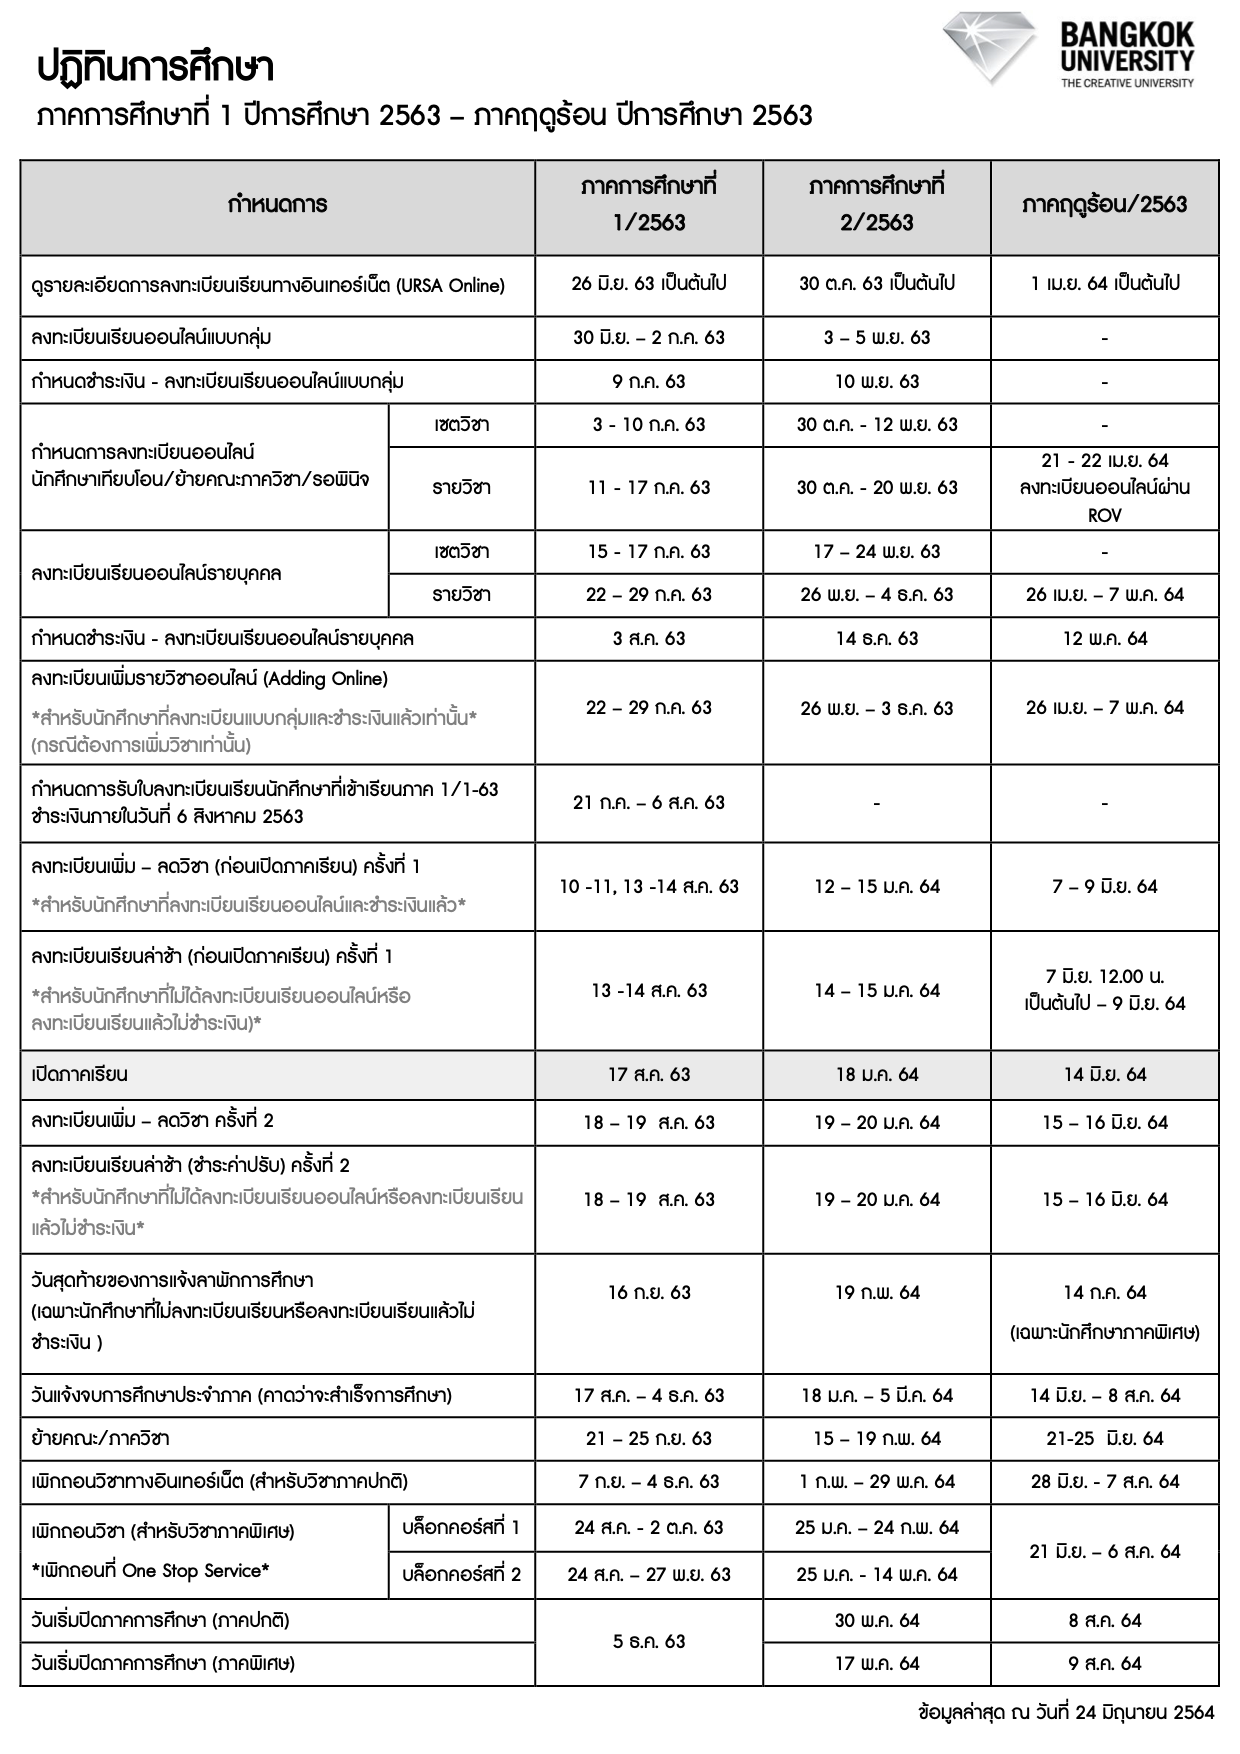 BANGKOK
UNIVERSITY
THE CREATIVE UNIVERSITY
ปฏิทินการศึกษา
ภาคการศึกษาที่ 1 ปีการศึกษา 2563 – ภาคฤดูร้อน ปีการศึกษา 2563
กำหนดการ ภาคการศึกษาที่ 1/2563 ภาคการศึกษาที่ 2/2563 ภาคฤดูร้อน/2563
ดูรายละเอียดการลงทะเบียนเรียนทางอินเทอร์เน็ต (URSA Online) 26 มิ.ย. 63 เป็นต้นไป 30 ต.ค. 63 เป็นต้นไป 1 เม.ย. 64 เป็นต้นไป
ลงทะเบียนเรียนออนไลน์แบบกลุ่ม 30 มิ.ย. – 2 ก.ค. 63 3 – 5 พ.ย. 63 -
กำหนดชำระเงิน - ลงทะเบียนเรียนออนไลน์แบบกลุ่ม 9 ก.ค. 63 10 พ.ย. 63 -
กำหนดการลงทะเบียนออนไลน์
นักศึกษาเทียบโอน/ย้ายคณะภาควิชา/รอพินิจ
เซตวิชา 3 - 10 ก.ค. 63 30 ต.ค. - 12 พ.ย. 63 -
รายวิชา 11 - 17 ก.ค. 63 30 ต.ค. - 20 พ.ย. 63 21 - 22 เม.ย. 64
ลงทะเบียนออนไลน์ผ่าน
ROV
ลงทะเบียนเรียนออนไลน์รายบุคคล
เซตวิชา 15 - 17 ก.ค. 63 17 – 24 พ.ย. 63 -
รายวิชา 22 – 29 ก.ค. 63 26 พ.ย. – 4 ธ.ค. 63 26 เม.ย. – 7 พ.ค. 64
กำหนดชำระเงิน - ลงทะเบียนเรียนออนไลน์รายบุคคล 3 ส.ค. 63 14 ธ.ค. 63 12 พ.ค. 64
ลงทะเบียนเพิ่มรายวิชาออนไลน์ (Adding Online)
*สำหรับนักศึกษาที่ลงทะเบียนแบบกลุ่มและชำระเงินแล้วเท่านั้น*
(กรณีต้องการเพิ่มวิชาเท่านั้น)
22 – 29 ก.ค. 63 26 พ.ย. – 3 ธ.ค. 63 26 เม.ย. – 7 พ.ค. 64
กำหนดการรับใบลงทะเบียนเรียนนักศึกษาที่เข้าเรียนภาค 1/1-63
ชำระเงินภายในวันที่ 6 สิงหาคม 2563
21 ก.ค. – 6 ส.ค. 63 - -
ลงทะเบียนเพิ่ม – ลดวิชา (ก่อนเปิดภาคเรียน) ครั้งที่ 1
*สำหรับนักศึกษาที่ลงทะเบียนเรียนออนไลน์และชำระเงินแล้ว*
10 -11, 13 -14 ส.ค. 63 12 – 15 ม.ค. 64 7 – 9 มิ.ย. 64
ลงทะเบียนเรียนล่าช้า (ก่อนเปิดภาคเรียน) ครั้งที่ 1
*สำหรับนักศึกษาที่ไม่ได้ลงทะเบียนเรียนออนไลน์หรือ
ลงทะเบียนเรียนแล้วไม่ชำระเงิน)*
13 -14 ส.ค. 63 14 – 15 ม.ค. 64 7 มิ.ย. 12.00 น.
เป็นต้นไป – 9 มิ.ย. 64
เปิดภาคเรียน 17 ส.ค. 63 18 ม.ค. 64 14 มิ.ย. 64
ลงทะเบียนเพิ่ม – ลดวิชา ครั้งที่ 2 18 – 19 ส.ค. 63 19 – 20 ม.ค. 64 15 – 16 มิ.ย. 64
ลงทะเบียนเรียนล่าช้า (ชำระค่าปรับ) ครั้งที่ 2
*สำหรับนักศึกษาที่ไม่ได้ลงทะเบียนเรียนออนไลน์หรือลงทะเบียนเรียน
แล้วไม่ชำระเงิน*
18 – 19 ส.ค. 63 19 – 20 ม.ค. 64 15 – 16 มิ.ย. 64
วันสุดท้ายของการแจ้งลาพักการศึกษา
(เฉพาะนักศึกษาที่ไม่ลงทะเบียนเรียนหรือลงทะเบียนเรียนแล้วไม่
ชำระเงิน )
16 ก.ย. 63 19 ก.พ. 64 14 ก.ค. 64
(เฉพาะนักศึกษาภาคพิเศษ)
วันแจ้งจบการศึกษาประจำภาค (คาดว่าจะสำเร็จการศึกษา) 17 ส.ค. – 4 ธ.ค. 63 18 ม.ค. – 5 มี.ค. 64 14 มิ.ย. – 8 ส.ค. 64
ย้ายคณะ/ภาควิชา 21 – 25 ก.ย. 63 15 – 19 ก.พ. 64 21-25 มิ.ย. 64
เพิกถอนวิชาทางอินเทอร์เน็ต (สำหรับวิชาภาคปกติ) 7 ก.ย. – 4 ธ.ค. 63 1 ก.พ. – 29 พ.ค. 64 28 มิ.ย. - 7 ส.ค. 64
เพิกถอนวิชา (สำหรับวิชาภาคพิเศษ)
*เพิกถอนที่ One Stop Service*
บล็อกคอร์สที่ 1 24 ส.ค. - 2 ต.ค. 63 25 ม.ค. – 24 ก.พ. 64 21 มิ.ย. – 6 ส.ค. 64
บล็อกคอร์สที่ 2 24 ส.ค. – 27 พ.ย. 63 25 ม.ค. - 14 พ.ค. 64
วันเริ่มปิดภาคการศึกษา (ภาคปกติ) 5 ธ.ค. 63 30 พ.ค. 64 8 ส.ค. 64
วันเริ่มปิดภาคการศึกษา (ภาคพิเศษ) 17 พ.ค. 64 9 ส.ค. 64
ข้อมูลล่าสุด ณ วันที่ 24 มิถุนายน 2564